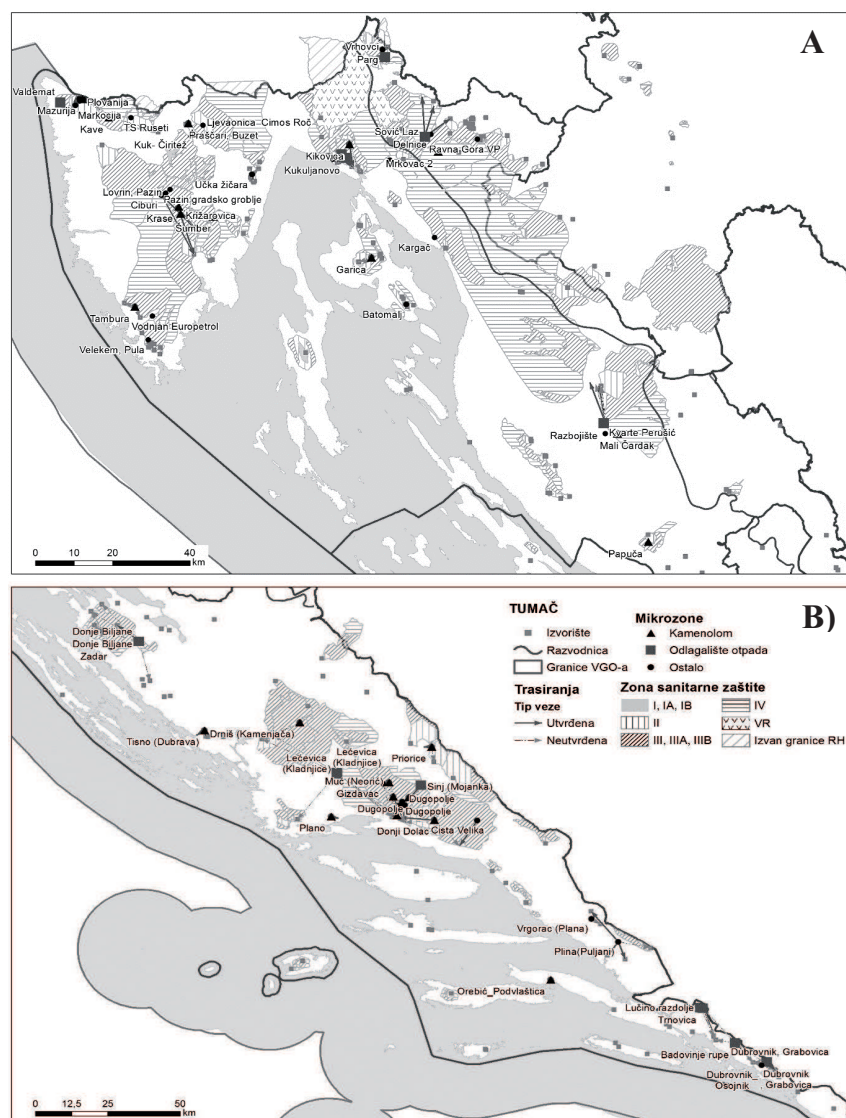 A
Vrhovci
Parg
Valdemat
Plovanija
Mazurija
Markocija
Kave
TS Ruseti
Ljevaonica Cimos Roč
Praščari, Buzet
Kuk- Čiritež
Sović Laz
Delnice
Ravna Gora VP
Mrkovac 2
Kikovica
Kukuljanovo
Učka žičara
Lovrin, Pazin
Pazin gradsko groblje
Ciburi
Krase
Križarovica
Šumber
Kargač
Garica
Batomalj
Tambura
Vodnjan Europetrol
Velekem, Pula
Razbojište
Kvarte Perušić
Mali Čardak
Papuča
0 10 20 40
km
B)
TUMAČ
Izvorište
Razvodnica
Granice VGO-a
Mikrozone
Kamenolom
Odlagalište otpada
Ostalo
Trasiranja
Tip veze
Utvrđena
Neutvrđena
Zona sanitarne zaštite
I, IA, IB
II
III, IIIA, IIIB
IV
VR
Izvan granice RH
Donje Biljane
Donje Biljane
Zadar
Tisno (Dubrava)
Drniš (Kamenjača)
Lečevica
(Kladnjice)
Lečevica
(Kladnjice)
Priorice
Muć (Neorić)
Sinj (Mojanka)
Gizdavac
Dugopolje
Dugopolje
Dugopolje
Plano
Donji Dolac
Cista Velika
Vrgorac (Plana)
Plina(Puljani)
Orebić_Podvlaštica
Lučino razdolje
Trnovica
Badovinje rupe
Dubrovnik, Grabovica
Dubrovnik_
Osojnik
Dubrovnik
Grabovica
0 12,5 25 50
km